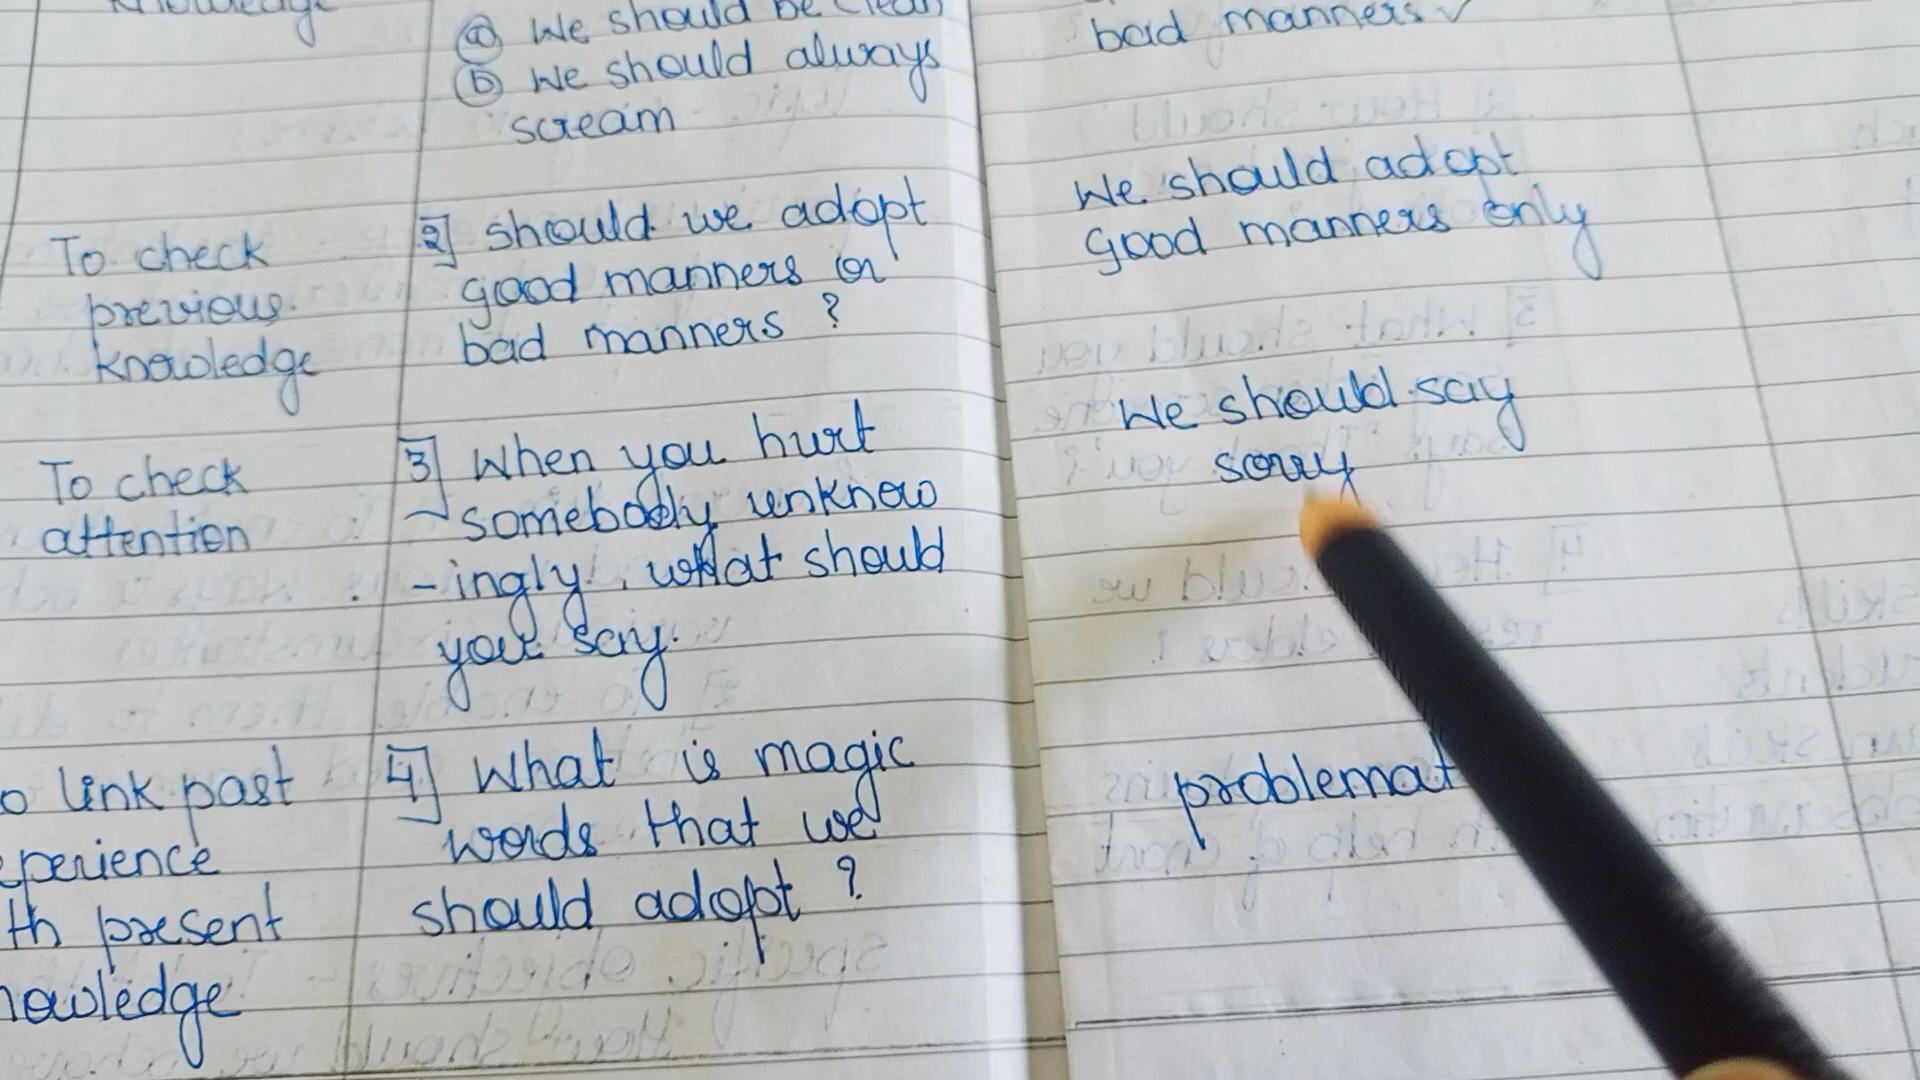 knowledge
ⓐ We should be clean
ⓑ We should always
scream
To check
previous
knowledge
2] should we adopt
good manners or
bad manners ?
To check
attention
3] When you hurt
somebody unknow
-ingly, what should
you say.
o link past
perience
th present
nowledge
4] What is magic
words that we
should adopt ?
bad manners ✓
We should adopt
good manners only
We should say
sorry
problemat